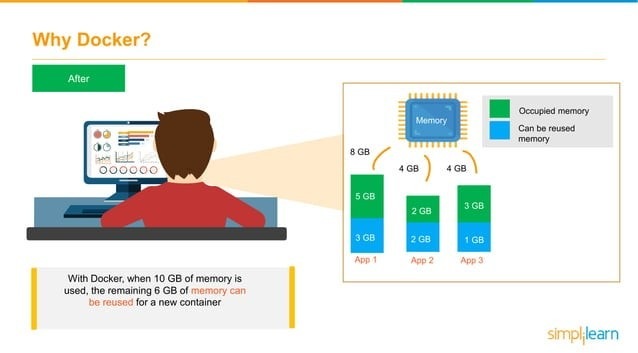 Why Docker?
After
Memory
Occupied memory
Can be reused
memory
8 GB
4 GB
4 GB
5 GB
2 GB
3 GB
3 GB
2 GB
1 GB
App 1
App 2
App 3
With Docker, when 10 GB of memory is
used, the remaining 6 GB of memory can
be reused for a new container
simplilearn